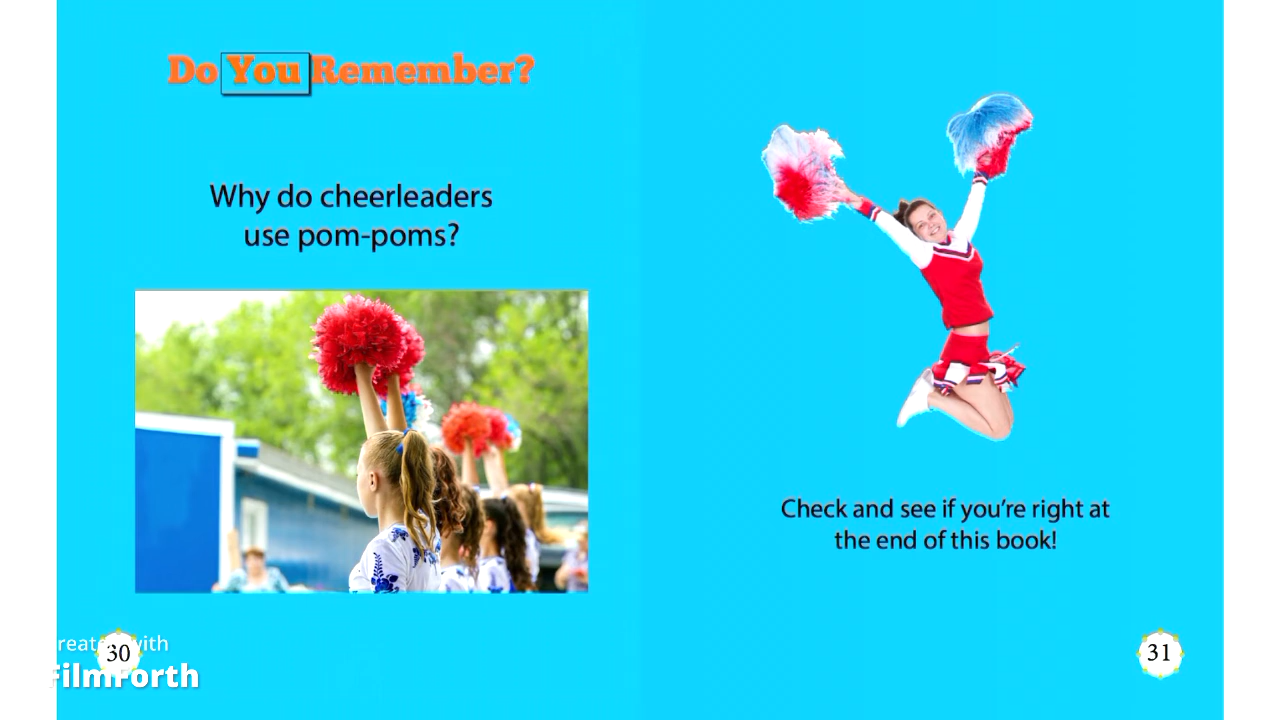 Do You Remember?
Why do cheerleaders
use pom-poms?
Check and see if you're right at
the end of this book!
30
with
FilmForth
31